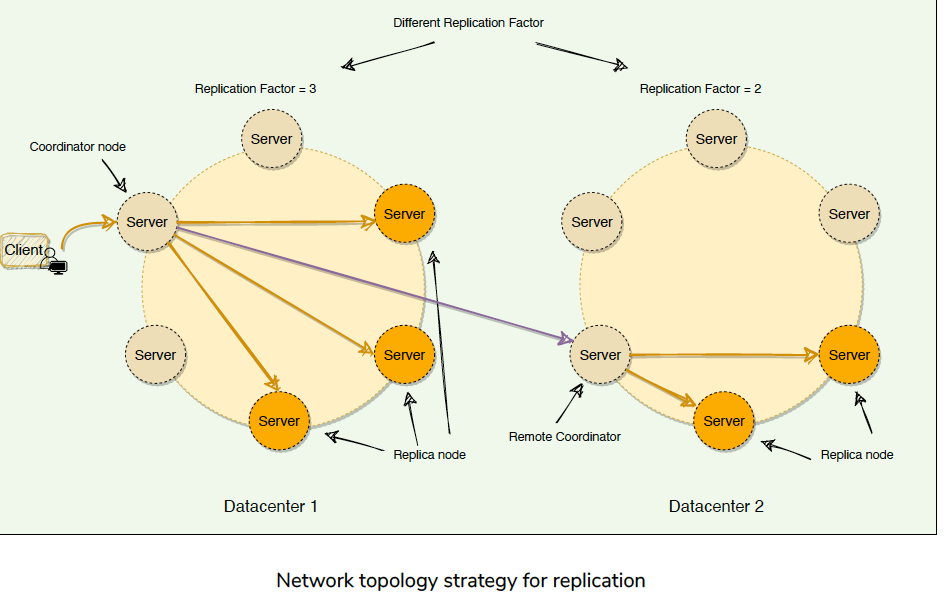 Different Replication Factor
Replication Factor = 3
Replication Factor = 2
Server
Server
Coordinator node
Server
Server
Server
Server
Server
Client
Server
Server
Server
Server
Server
Server
Server
Remote Coordinator
Replica node
Replica node
Datacenter 1
Datacenter 2
Network topology strategy for replication